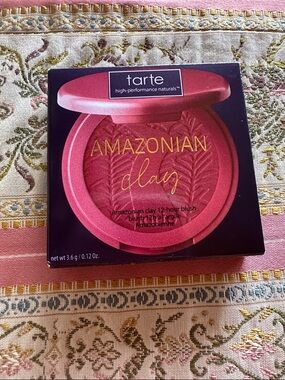 tarte
high-performance naturals™
AMAZONIAN
clay
amazonian clay 12-hour blush
net wt 3.6 g / 0.12 Oz.